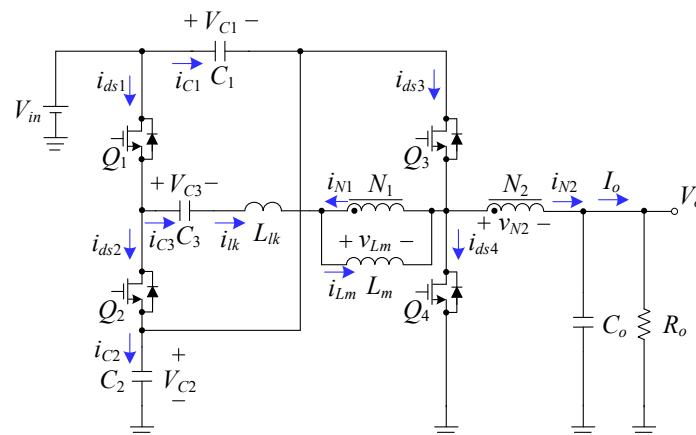 + V_C1 −
i_ds1
i_C1
C_1
i_ds3
V_in
Q_1
Q_3
+ V_C3 −
i_N1
N_1
N_2
i_N2
I_o
i_C3
C_3
i_lk
L_lk
+ v_Lm −
+ v_N2 −
i_ds2
i_ds4
i_Lm
L_m
Q_2
Q_4
i_C2
C_2
+
V_C2
−
C_o
R_o